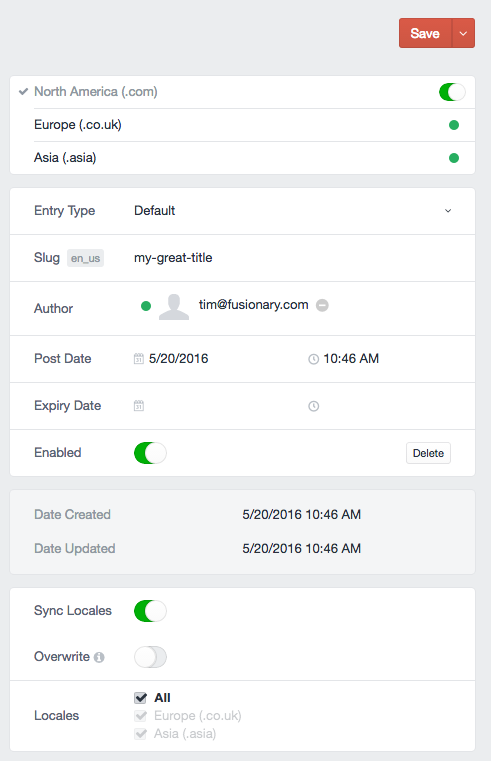 Save
North America (.com)
Europe (.co.uk)
Asia (.asia)
Entry Type Default
Slug en_us my-great-title
Author tim@fusionary.com
Post Date 31 5/20/2016 10:46 AM
Expiry Date 31
Enabled Delete
Date Created 5/20/2016 10:46 AM
Date Updated 5/20/2016 10:46 AM
Sync Locales
Overwrite i
All
Locales Europe (.co.uk)
Asia (.asia)